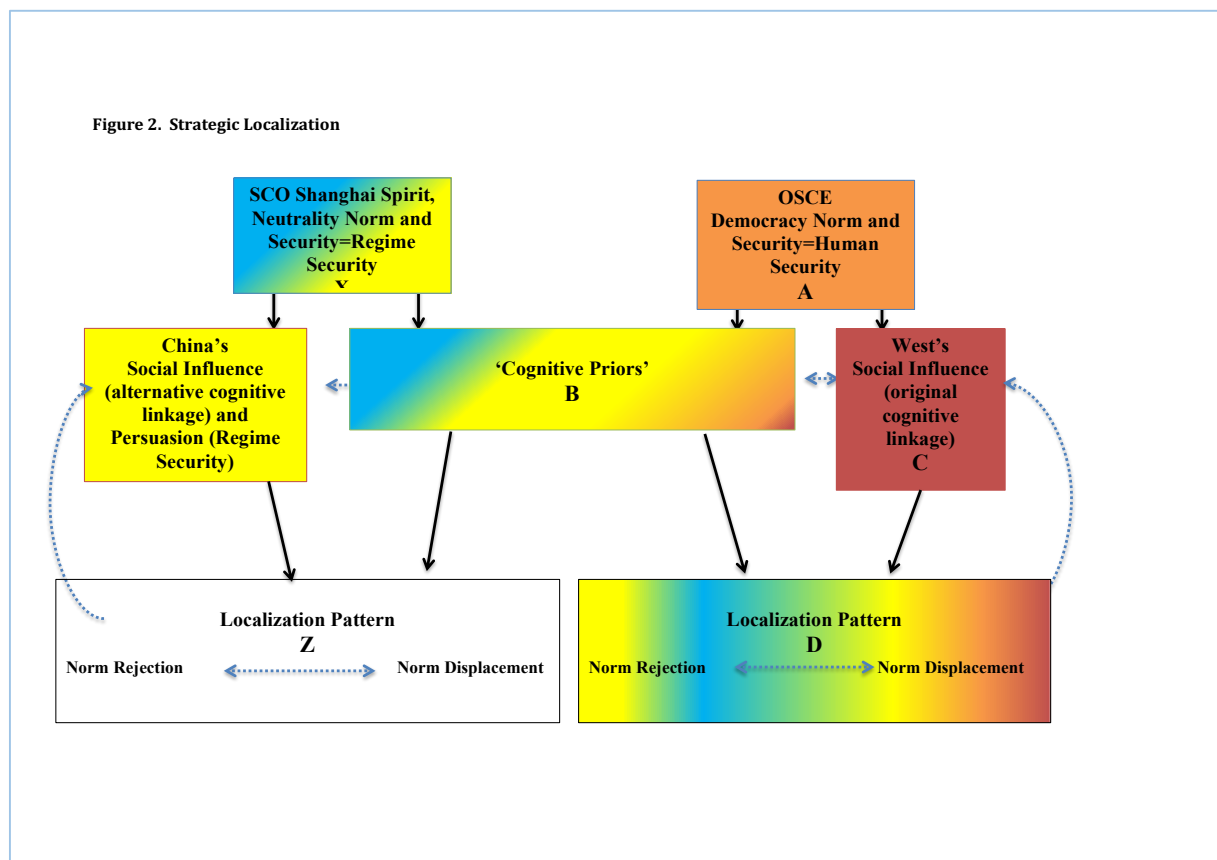 Figure 2. Strategic Localization
SCO Shanghai Spirit,
Neutrality Norm and
Security=Regime
Security
OSCE
Democracy Norm and
Security=Human
Security
A
China's
Social Influence
(alternative cognitive
linkage) and
Persuasion (Regime
Security)
‘Cognitive Priors’
B
West's
Social Influence
(original
cognitive
linkage)
C
Localization Pattern
Z
Norm Rejection
Norm Displacement
Localization Pattern
D
Norm Rejection
Norm Displacement